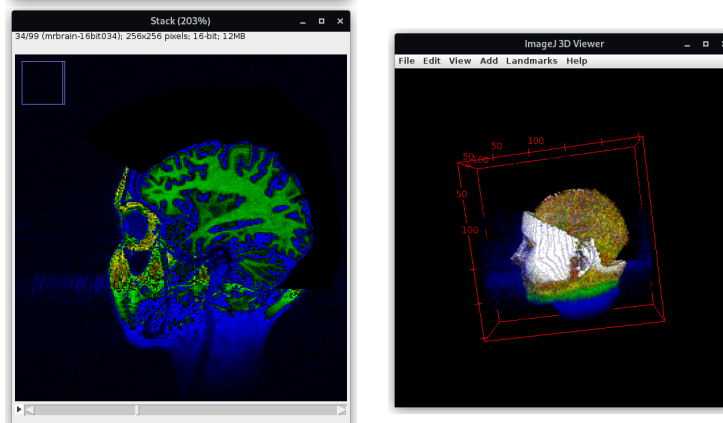 Stack (203%)
34/99 (mrbrain-16bit034); 256x256 pixels; 16-bit; 12MB
ImageJ 3D Viewer
File Edit View Add Landmarks Help
50 100
50
50
100